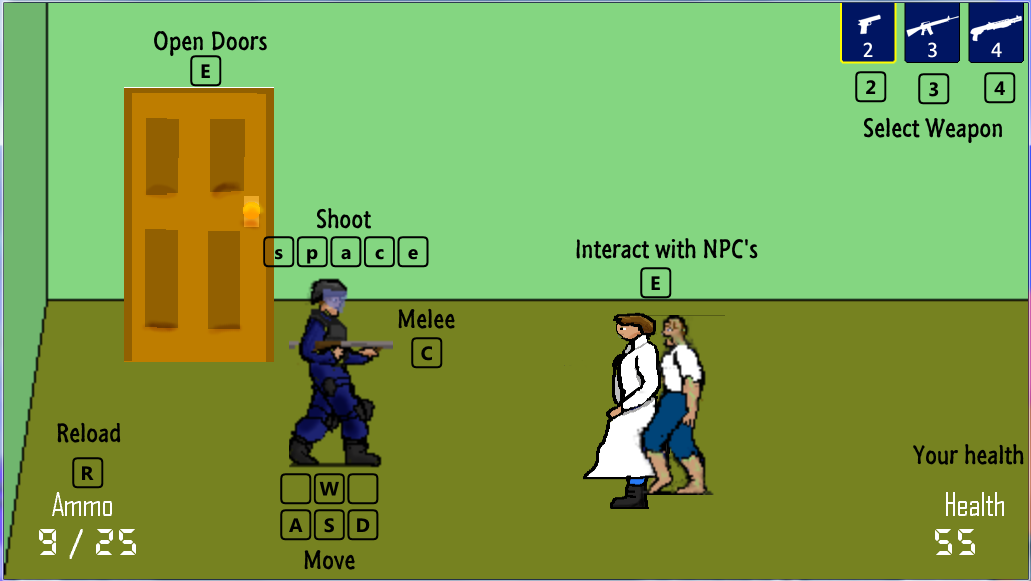 Open Doors
E
2 3 4
2 3 4
Select Weapon
Shoot
s p a c e
Interact with NPC's
E
Melee
C
Reload
R
Ammo
9 / 25
W
A S D
Move
Your health
Health
55